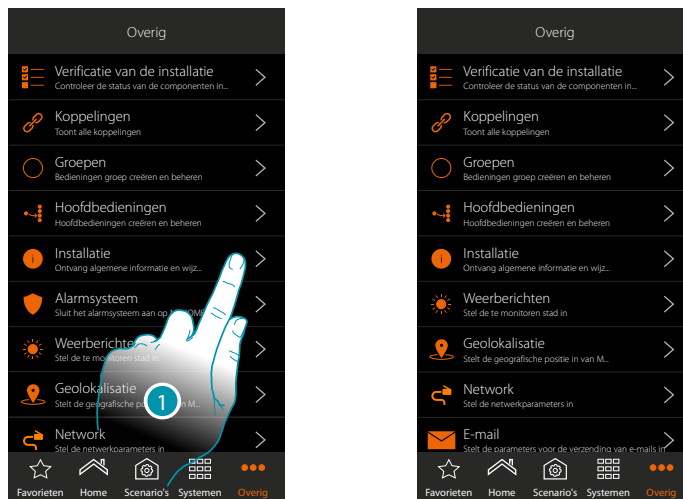 Overig
Verificatie van de installatie
Controleer de status van de componenten in...
Koppelingen
Toont alle koppelingen
Groepen
Bedieningen groep creëren en beheren
Hoofdbedieningen
Hoofdbedieningen creëren en beheren
i
Installatie
Ontvang algemene informatie en wijz...
Alarmsysteem
Sluit het alarmsysteem aan op
Weerberichten
Stel de te monitoren stad in
Geolokalisatie
Stelt de geografische positie in van M...
1
Network
Stel de netwerkparameters in
Favorieten Home Scenario's Systemen Overig
Overig
Verificatie van de installatie
Controleer de status van de componenten in...
Koppelingen
Toont alle koppelingen
Groepen
Bedieningen groep creëren en beheren
Hoofdbedieningen
Hoofdbedieningen creëren en beheren
i
Installatie
Ontvang algemene informatie en wijz...
Weerberichten
Stel de te monitoren stad in
Geolokalisatie
Stelt de geografische positie in van M...
Network
Stel de netwerkparameters in
E-mail
Stelt de parameters voor de verzending van e-mails in
Favorieten Home Scenario's Systemen Overig